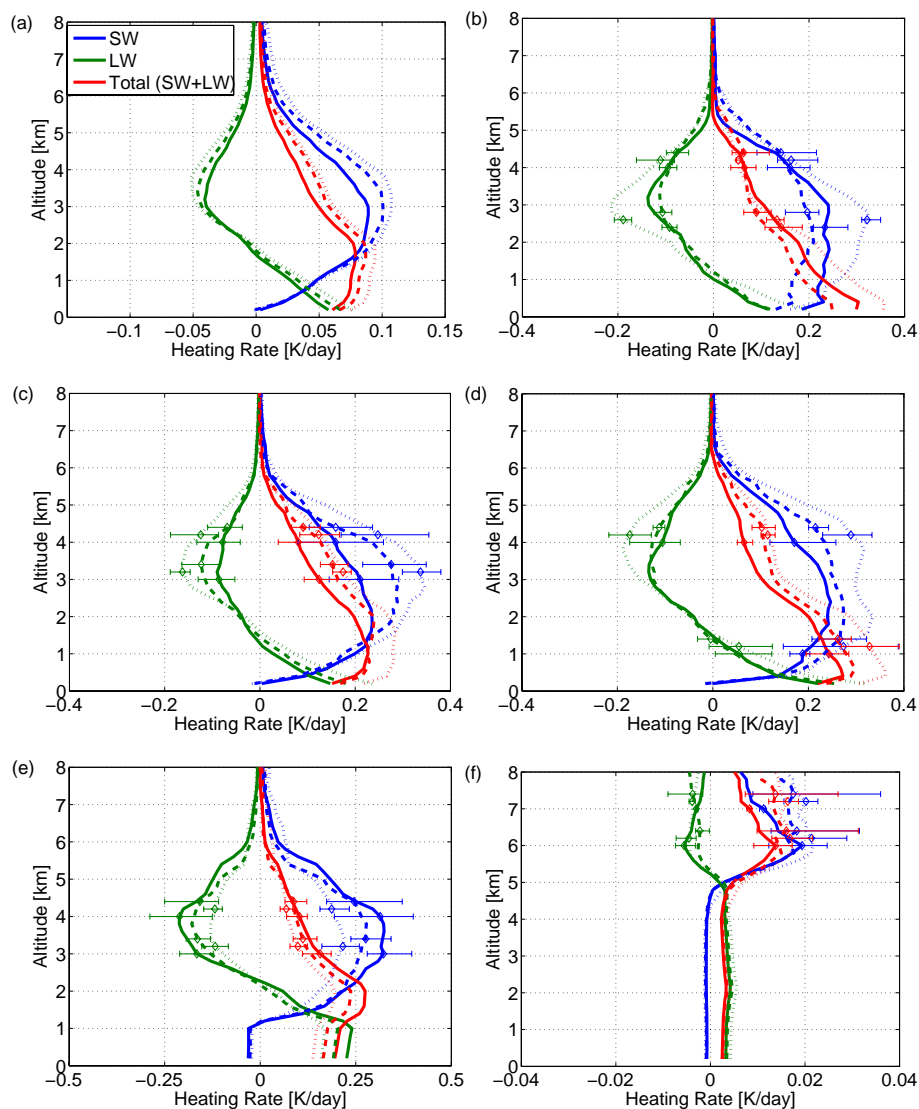 (a)
SW
LW
Total (SW+LW)
8
7
6
5
4
3
2
1
0
Altitude [km]
−0.1 −0.05 0 0.05 0.1 0.15
Heating Rate [K/day]
(b)
8
7
6
5
4
3
2
1
0
Altitude [km]
−0.4 −0.2 0 0.2 0.4
Heating Rate [K/day]
(c)
8
7
6
5
4
3
2
1
0
Altitude [km]
−0.4 −0.2 0 0.2 0.4
Heating Rate [K/day]
(d)
8
7
6
5
4
3
2
1
0
Altitude [km]
−0.4 −0.2 0 0.2 0.4
Heating Rate [K/day]
(e)
8
7
6
5
4
3
2
1
0
Altitude [km]
−0.5 −0.25 0 0.25 0.5
Heating Rate [K/day]
(f)
8
7
6
5
4
3
2
1
0
Altitude [km]
−0.04 −0.02 0 0.02 0.04
Heating Rate [K/day]